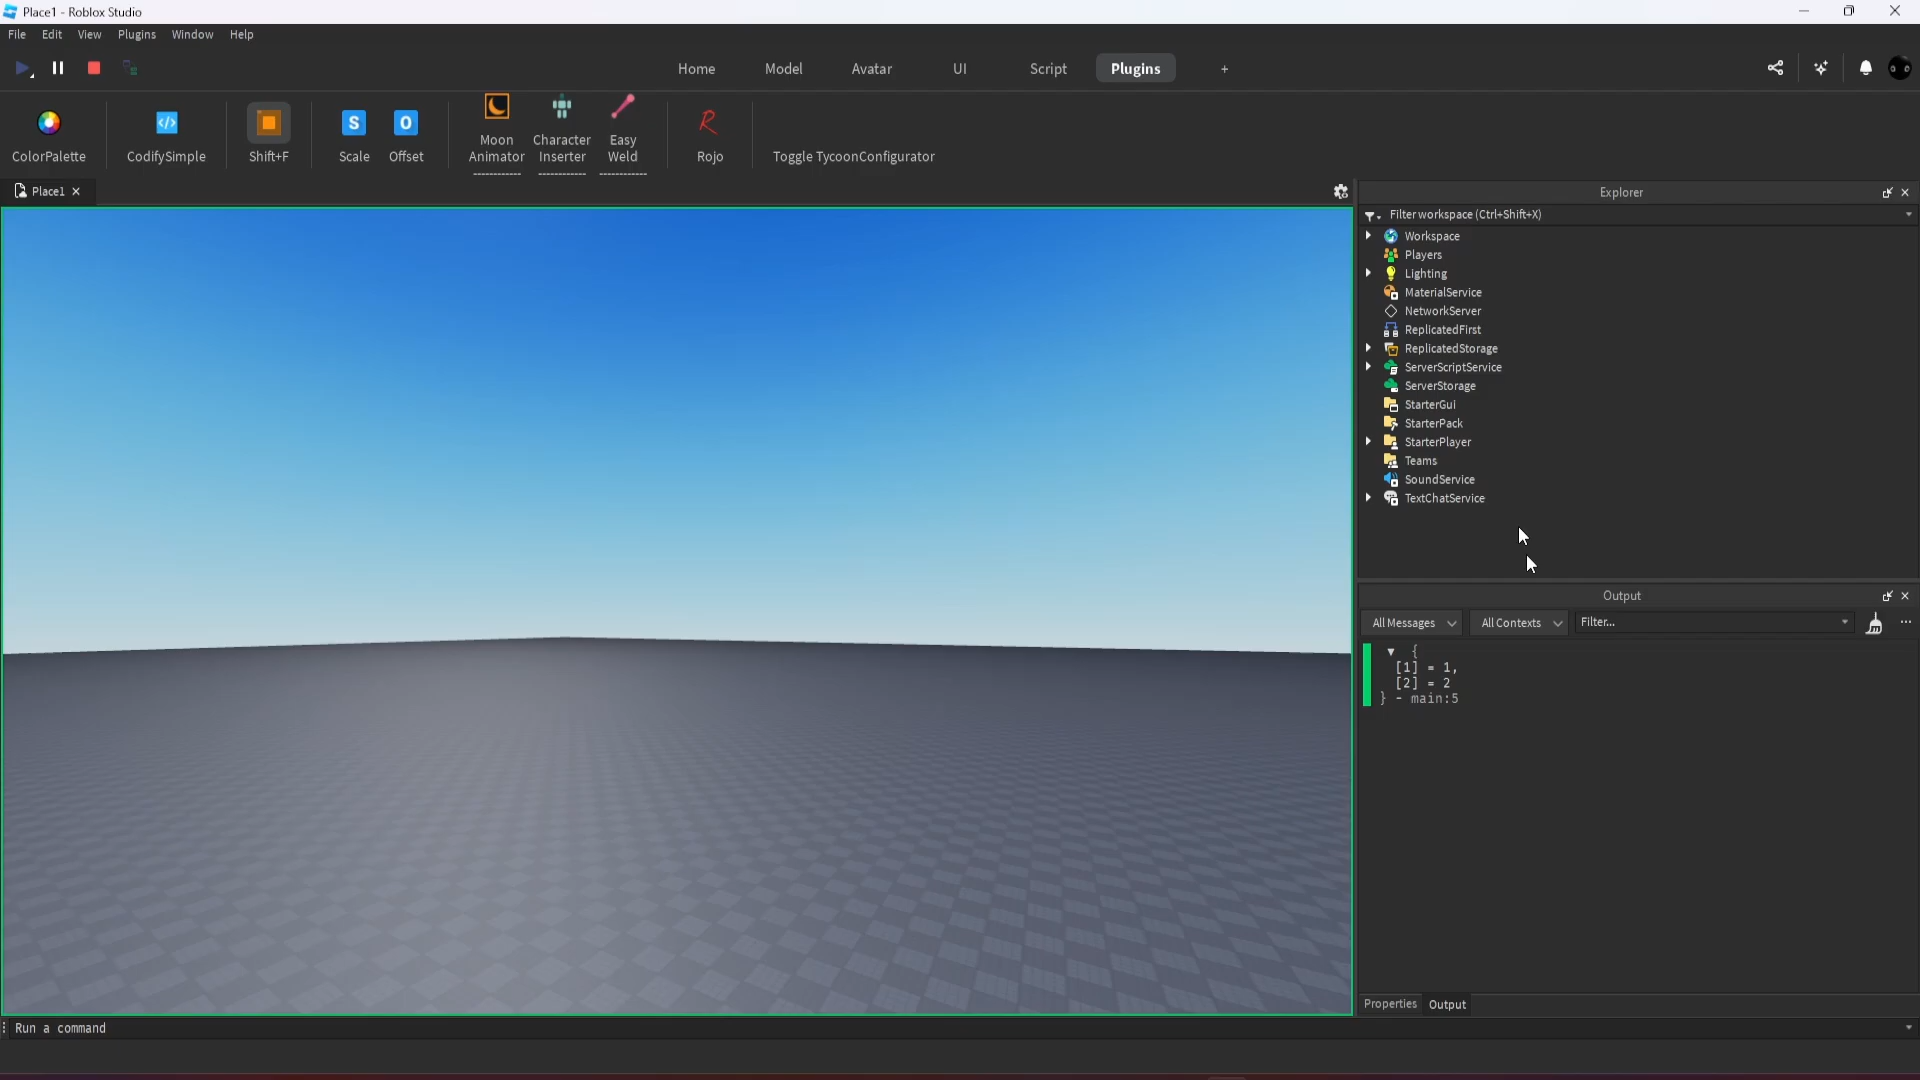 Place1 - Roblox Studio
File Edit View Plugins Window Help
Home Model Avatar UI Script Plugins +
ColorPalette
CodifySimple
Shift+F
S
Scale
O
Offset
Moon
Animator
Character
Inserter
Easy
Weld
R
Rojo
Toggle TycoonConfigurator
Place1
Explorer
Filter workspace (Ctrl+Shift+X)
Workspace
Players
Lighting
MaterialService
NetworkServer
ReplicatedFirst
ReplicatedStorage
ServerScriptService
ServerStorage
StarterGui
StarterPack
StarterPlayer
Teams
SoundService
TextChatService
Output
All Messages All Contexts Filter...
▼ {
[1] = 1,
[2] = 2
} - main:5
Properties Output
Run a command